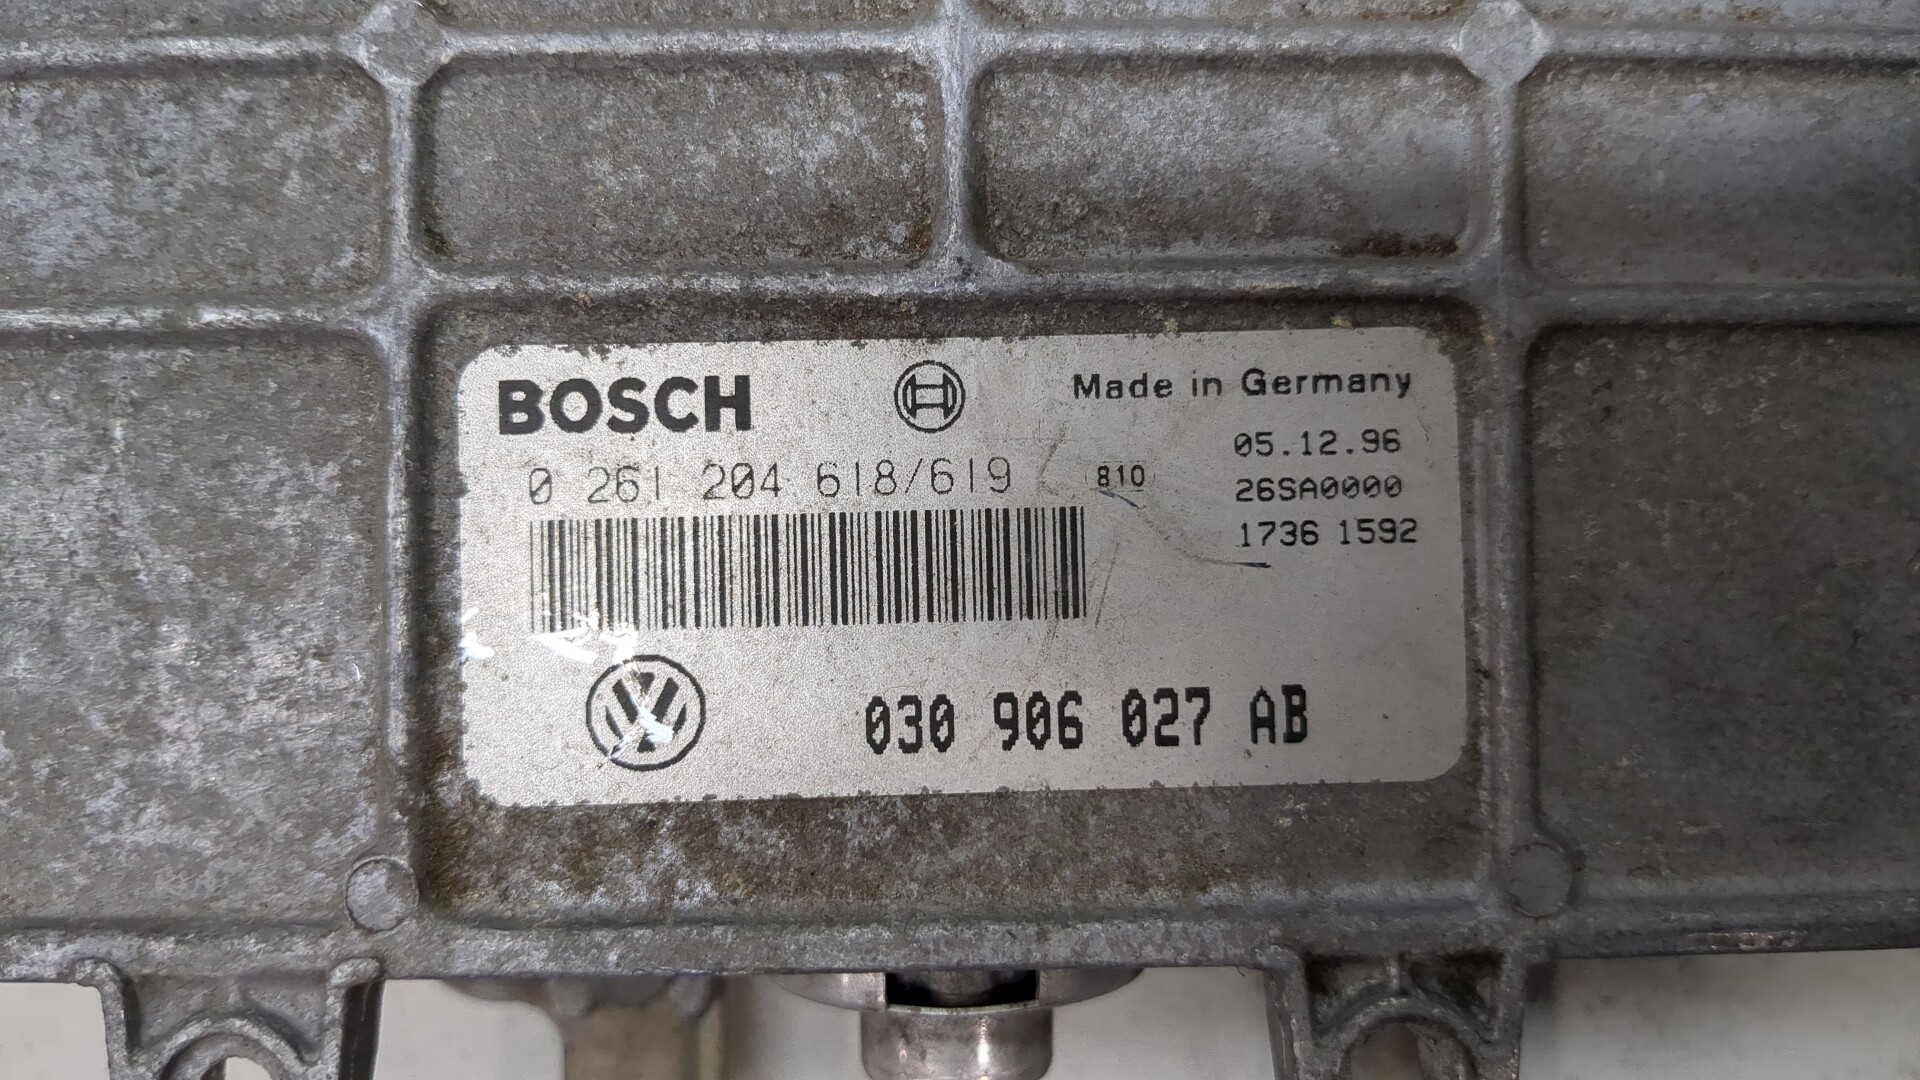 BOSCH
Made in Germany
05.12.96
0 261 204 618/619
810
26SA0000
1736 1592
030 906 027 AB